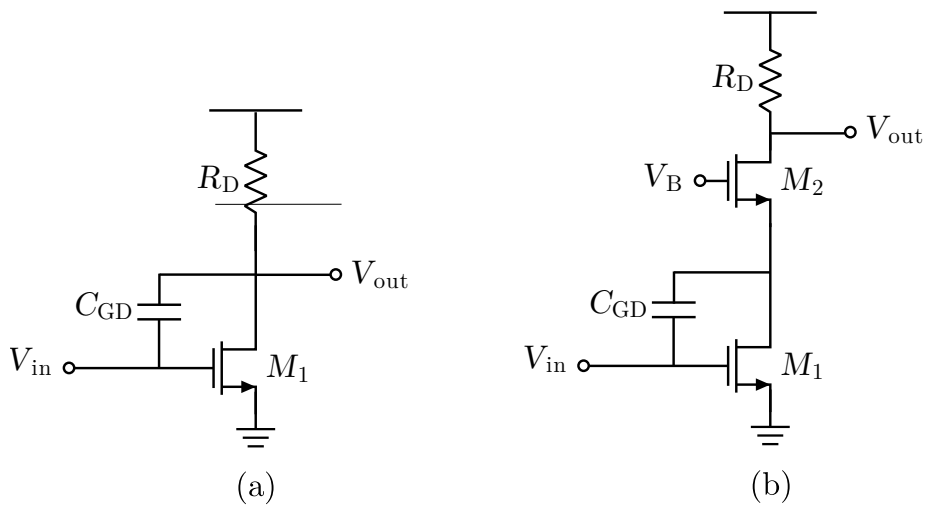 R_D
V_out
C_GD
V_in
M_1
(a)
R_D
V_out
V_B
M_2
C_GD
V_in
M_1
(b)